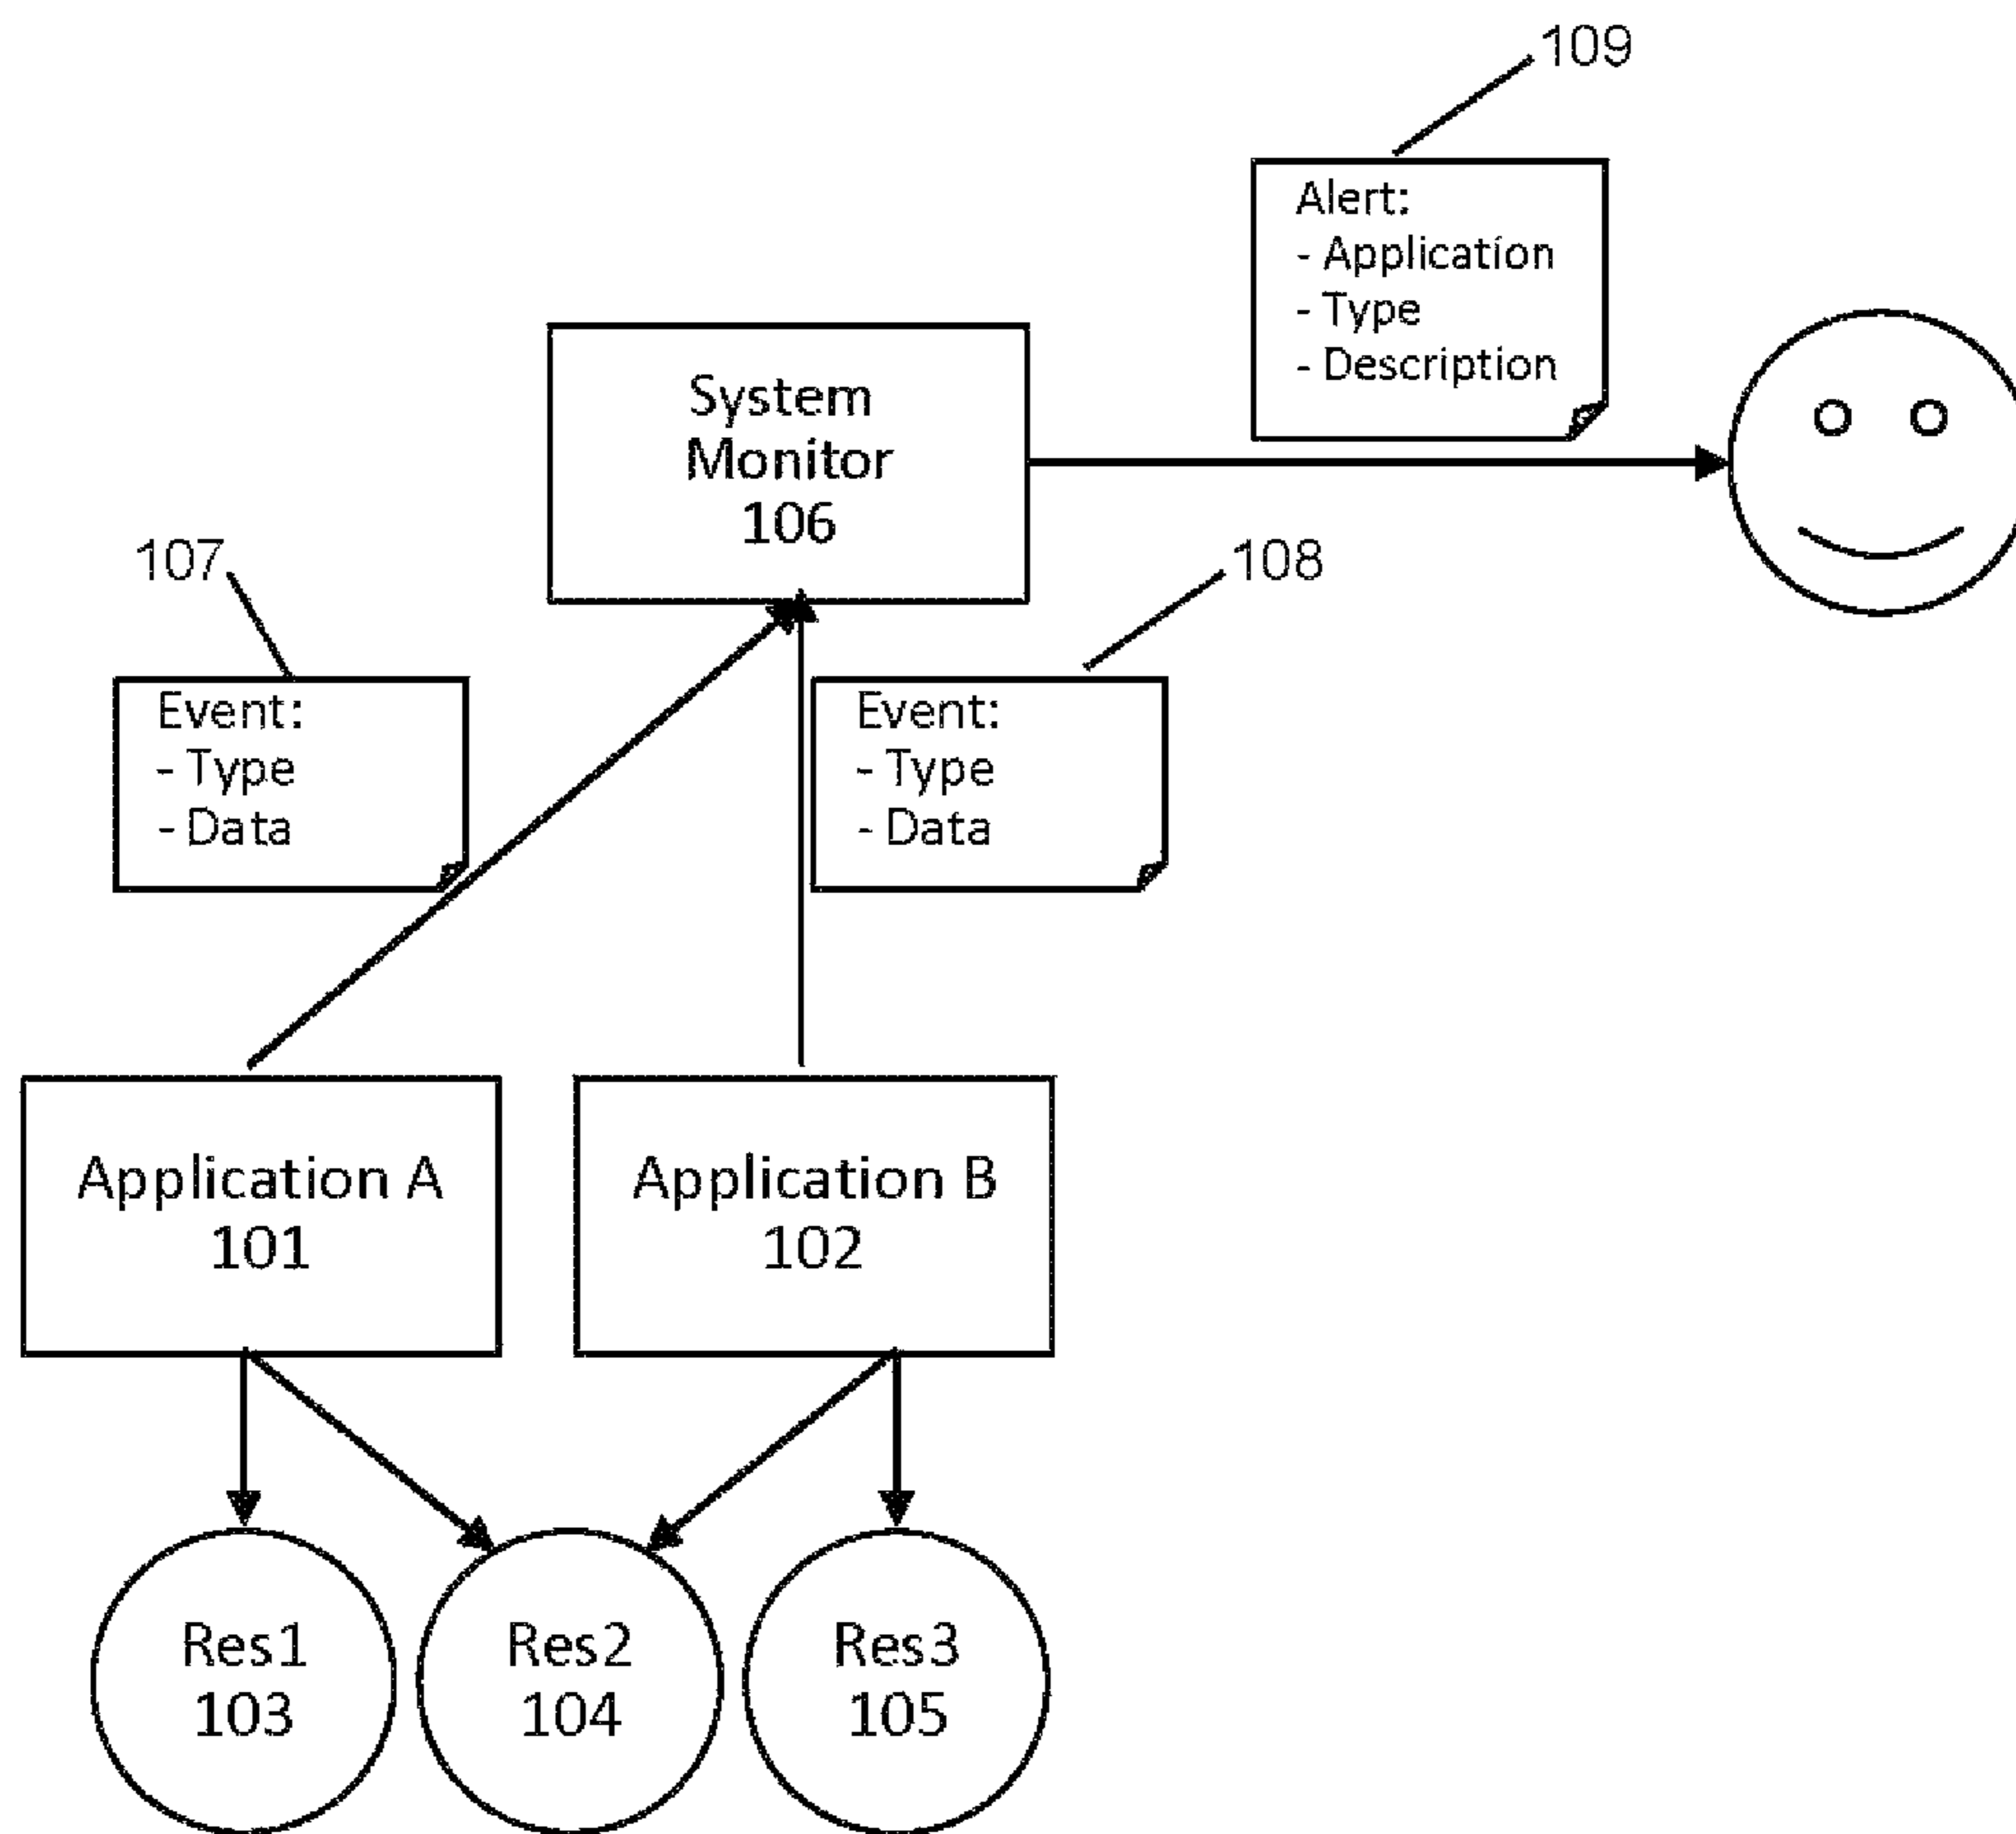 109
Alert:
- Application
- Type
- Description
System
Monitor
106
107
108
Event:
- Type
- Data
Event:
- Type
- Data
Application A
101
Application B
102
Res1
103
Res2
104
Res3
105